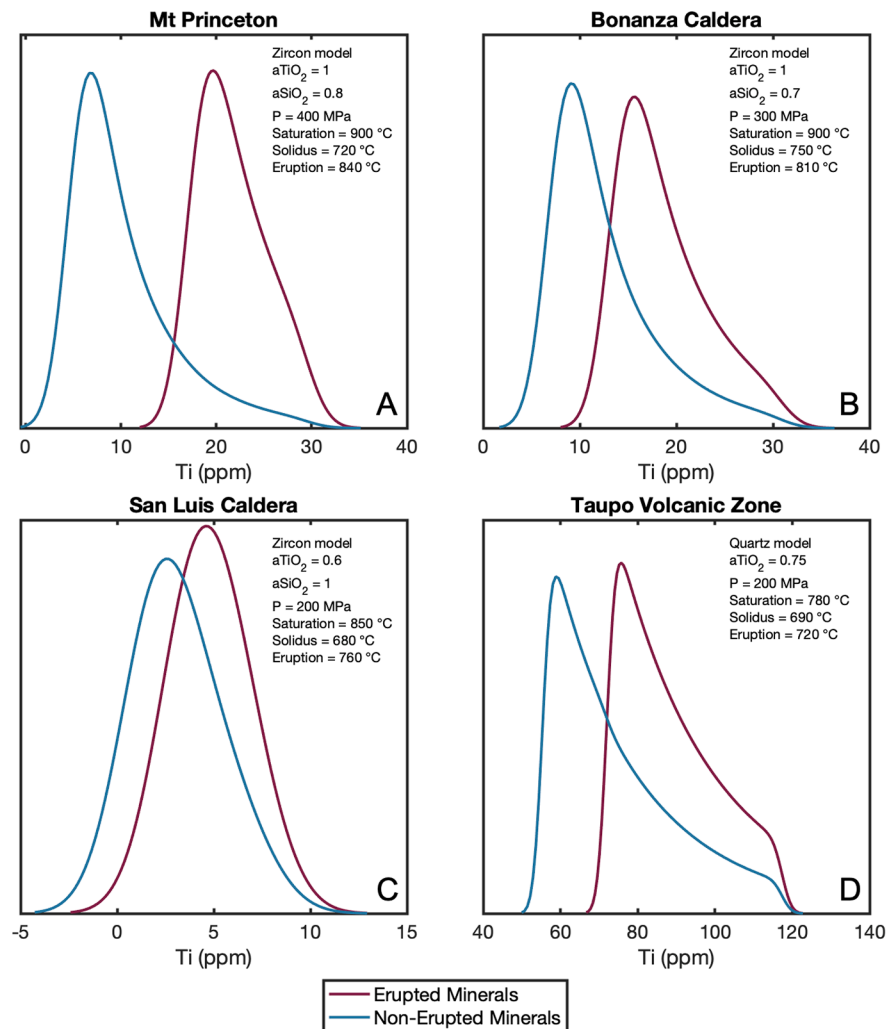 Mt Princeton
Zircon model
aTiO₂ = 1
aSiO₂ = 0.8
P = 400 MPa
Saturation = 900 °C
Solidus = 720 °C
Eruption = 840 °C
A
0 10 20 30 40
Ti (ppm)
Bonanza Caldera
Zircon model
aTiO₂ = 1
aSiO₂ = 0.7
P = 300 MPa
Saturation = 900 °C
Solidus = 750 °C
Eruption = 810 °C
B
0 10 20 30 40
Ti (ppm)
San Luis Caldera
Zircon model
aTiO₂ = 0.6
aSiO₂ = 1
P = 200 MPa
Saturation = 850 °C
Solidus = 680 °C
Eruption = 760 °C
C
-5 0 5 10 15
Ti (ppm)
Taupo Volcanic Zone
Quartz model
aTiO₂ = 0.75
P = 200 MPa
Saturation = 780 °C
Solidus = 690 °C
Eruption = 720 °C
D
40 60 80 100 120 140
Ti (ppm)
Erupted Minerals
Non-Erupted Minerals